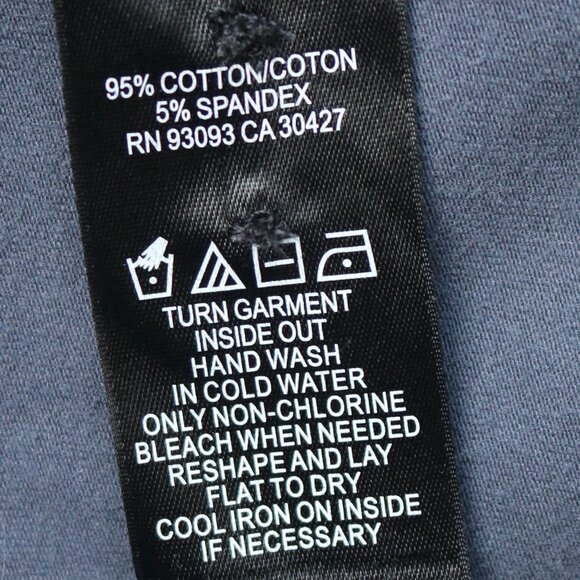 95% COTTON/COTON
5% SPANDEX
RN 93093 CA 30427
TURN GARMENT
INSIDE OUT
HAND WASH
IN COLD WATER
ONLY NON-CHLORINE
BLEACH WHEN NEEDED
RESHAPE AND LAY
FLAT TO DRY
COOL IRON ON INSIDE
IF NECESSARY